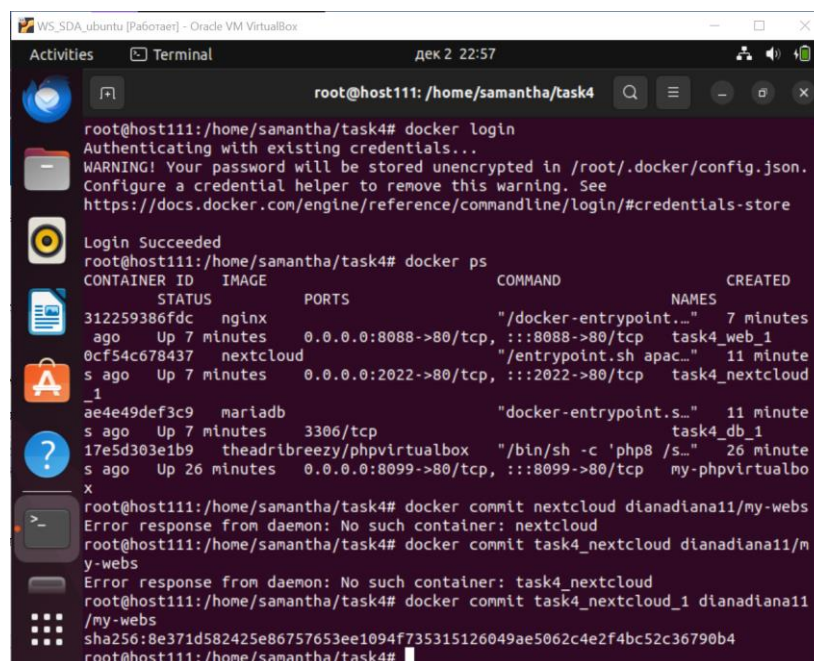 WS_SDA_ubuntu [Работает] - Oracle VM VirtualBox
Activities Terminal дек 2 22:57
root@host111: /home/samantha/task4
root@host111:/home/samantha/task4# docker login
Authenticating with existing credentials...
WARNING! Your password will be stored unencrypted in /root/.docker/config.json.
Configure a credential helper to remove this warning. See
https://docs.docker.com/engine/reference/commandline/login/#credentials-store
Login Succeeded
root@host111:/home/samantha/task4# docker ps
CONTAINER ID IMAGE COMMAND CREATED
STATUS PORTS NAMES
312259386fdc nginx "/docker-entrypoint.…" 7 minutes
ago Up 7 minutes 0.0.0.0:8088->80/tcp, :::8088->80/tcp task4_web_1
0cf54c678437 nextcloud "/entrypoint.sh apac…" 11 minute
s ago Up 7 minutes 0.0.0.0:2022->80/tcp, :::2022->80/tcp task4_nextcloud
_1
ae4e49def3c9 mariadb "docker-entrypoint.s…" 11 minute
s ago Up 7 minutes 3306/tcp task4_db_1
17e5d303e1b9 theadribreezy/phpvirtualbox "/bin/sh -c 'php8 /s…" 26 minute
s ago Up 26 minutes 0.0.0.0:8099->80/tcp, :::8099->80/tcp my-phpvirtualbo
x
root@host111:/home/samantha/task4# docker commit nextcloud dianadiana11/my-webs
Error response from daemon: No such container: nextcloud
root@host111:/home/samantha/task4# docker commit task4_nextcloud dianadiana11/m
y-webs
Error response from daemon: No such container: task4_nextcloud
root@host111:/home/samantha/task4# docker commit task4_nextcloud_1 dianadiana11
/my-webs
sha256:8e371d582425e86757653ee1094f735315126049ae5062c4e2f4bc52c36790b4
root@host111:/home/samantha/task4#